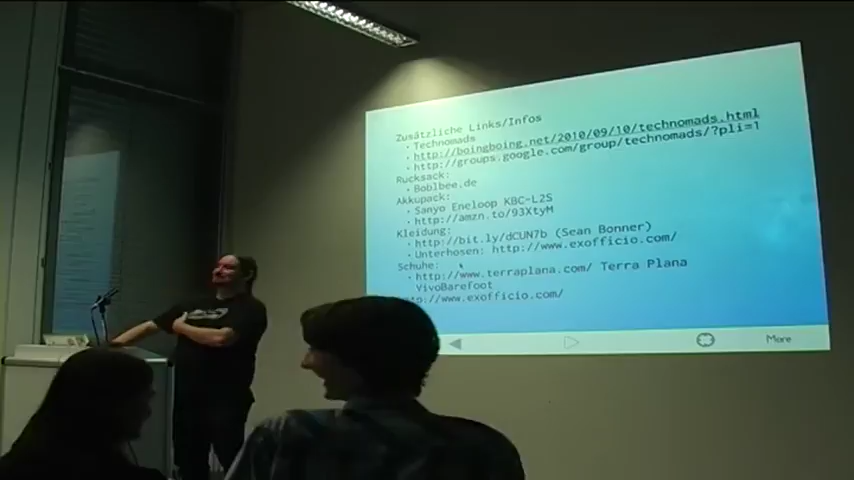 Zusätzliche Links/Infos
• Technomads
• http://boingboing.net/2010/09/10/technomads.html
• http://groups.google.com/group/technomads/?pli=1
Rucksack:
• Boblbee.de
Akkupack:
• Sanyo Eneloop KBC-L2S
• http://amzn.to/93XtyM
Kleidung:
• http://bit.ly/dCUN7b (Sean Bonner)
• Unterhosen: http://www.exofficio.com/
Schuhe:
• http://www.terraplana.com/ Terra Plana
VivoBarefoot
http://www.exofficio.com/
More